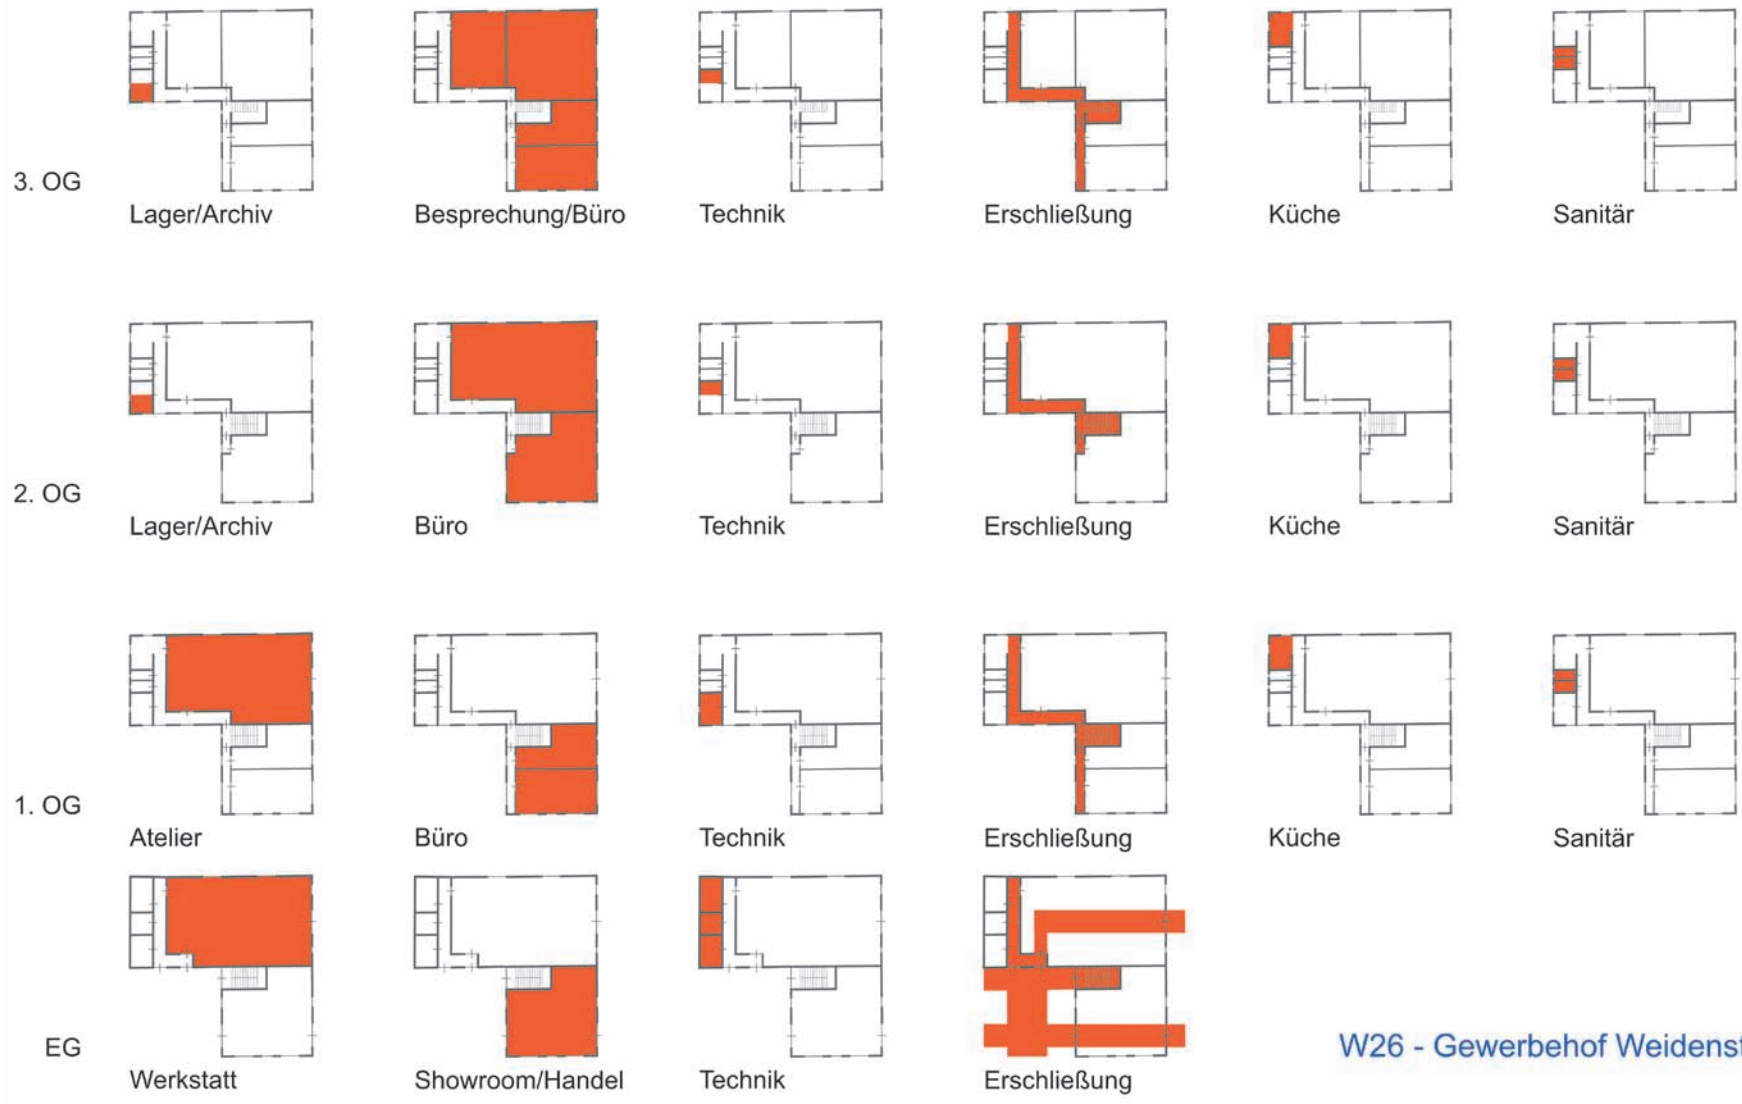 3. OG
Lager/Archiv Besprechung/Büro Technik Erschließung Küche Sanitär
2. OG
Lager/Archiv Büro Technik Erschließung Küche Sanitär
1. OG
Atelier Büro Technik Erschließung Küche Sanitär
EG
W26 - Gewerbehof
Werkstatt Showroom/Handel Technik Erschließung